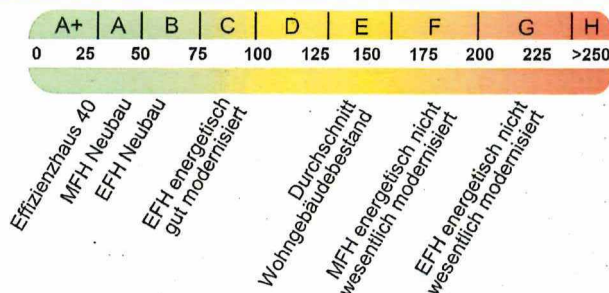 A+ A B C D E F G H
0 25 50 75 100 125 150 175 200 225 >250
Effizienzhaus 40
MFH Neubau
EFH Neubau
EFH energetisch
gut modernisiert
Durchschnitt
Wohngebäudebestand
MFH energetisch nicht
wesentlich modernisiert
EFH energetisch nicht
wesentlich modernisiert